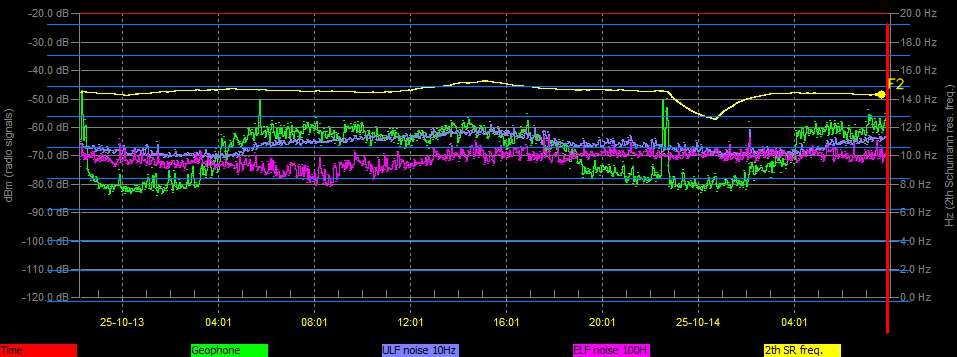 -20.0 dB 20.0 Hz
-30.0 dB 18.0 Hz
-40.0 dB 16.0 Hz
-50.0 dB 14.0 Hz
F2
-60.0 dB 12.0 Hz
-70.0 dB 10.0 Hz
-80.0 dB 8.0 Hz
-90.0 dB 6.0 Hz
-100.0 dB 4.0 Hz
-110.0 dB 2.0 Hz
-120.0 dB 0.0 Hz
dBm (radio signals)
Hz (2th Schumann res. freq.)
25-10-13 04:01 08:01 12:01 16:01 20:01 25-10-14 04:01
Time Geophone ULF noise 10Hz ELF noise 100H 2th SR freq.